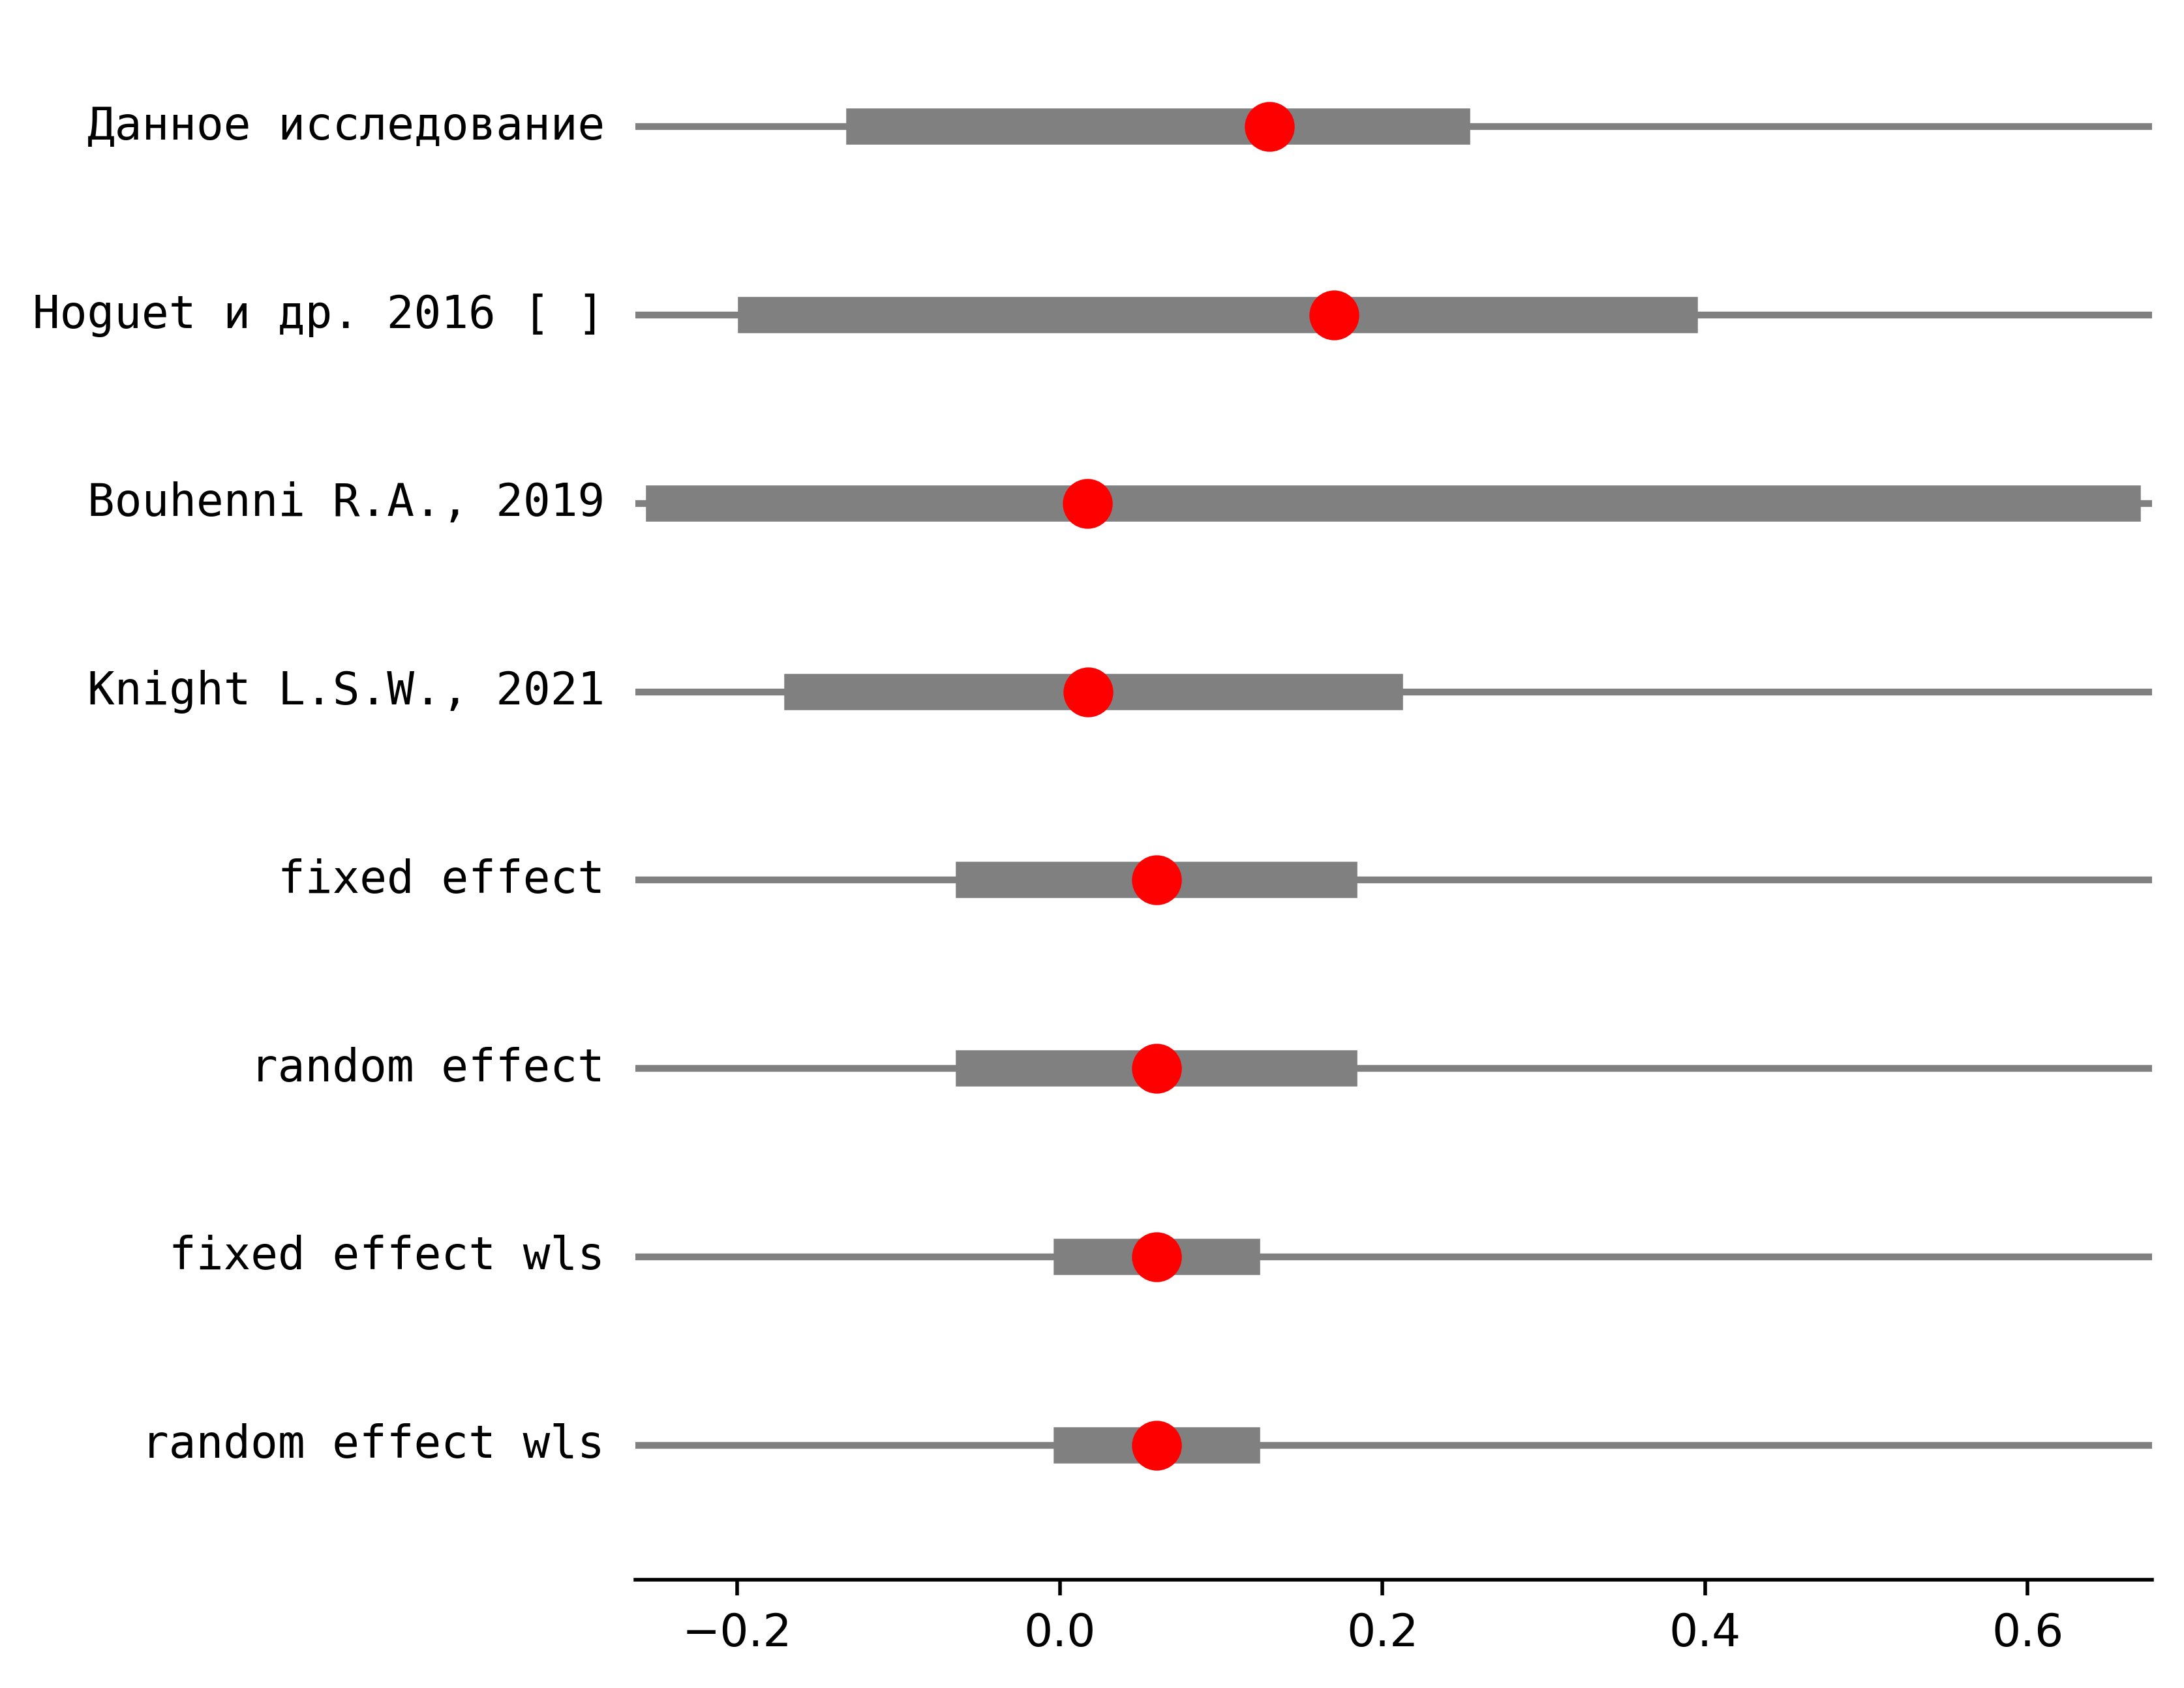 Данное исследование
Hoguet и др. 2016 [ ]
Bouhenni R.A., 2019
Knight L.S.W., 2021
fixed effect
random effect
fixed effect wls
random effect wls
−0.2 0.0 0.2 0.4 0.6